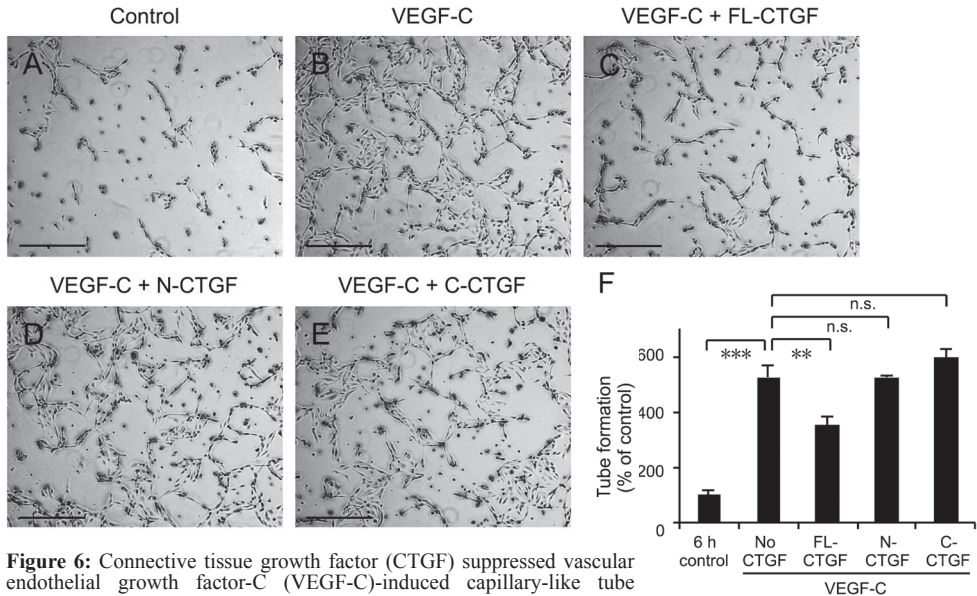 Control
VEGF-C
VEGF-C + FL-CTGF
A
B
C
VEGF-C + N-CTGF
VEGF-C + C-CTGF
D
E
F
n.s.
n.s.
***
**
Tube formation
(% of control)
600
400
200
0
6 h
control
No
CTGF
FL-
CTGF
N-
CTGF
C-
CTGF
VEGF-C
Figure 6: Connective tissue growth factor (CTGF) suppressed vascular
endothelial growth factor-C (VEGF-C)-induced capillary-like tube